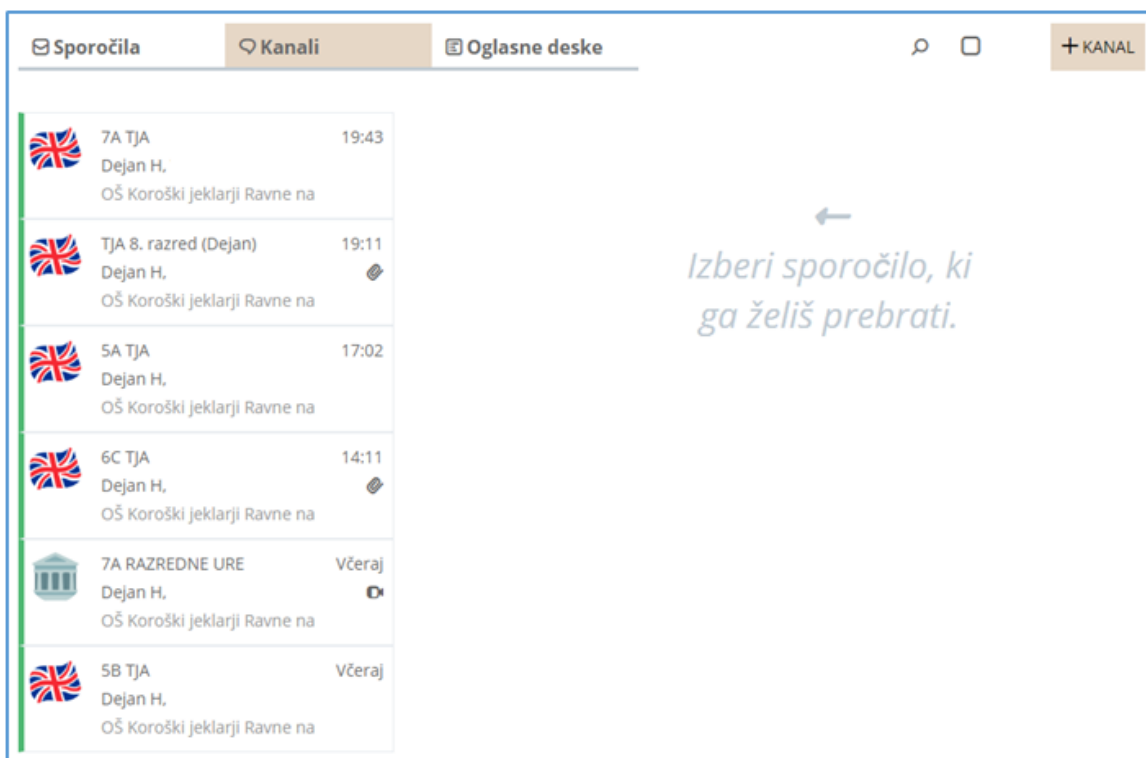 Sporočila Kanali Oglasne deske + KANAL
7A TJA 19:43
Dejan H,
OŠ Koroški jeklarji Ravne na
TJA 8. razred (Dejan) 19:11
Dejan H,
OŠ Koroški jeklarji Ravne na
5A TJA 17:02
Dejan H,
OŠ Koroški jeklarji Ravne na
6C TJA 14:11
Dejan H,
OŠ Koroški jeklarji Ravne na
7A RAZREDNE URE Včeraj
Dejan H,
OŠ Koroški jeklarji Ravne na
5B TJA Včeraj
Dejan H,
OŠ Koroški jeklarji Ravne na
Izberi sporočilo, ki
ga želiš prebrati.